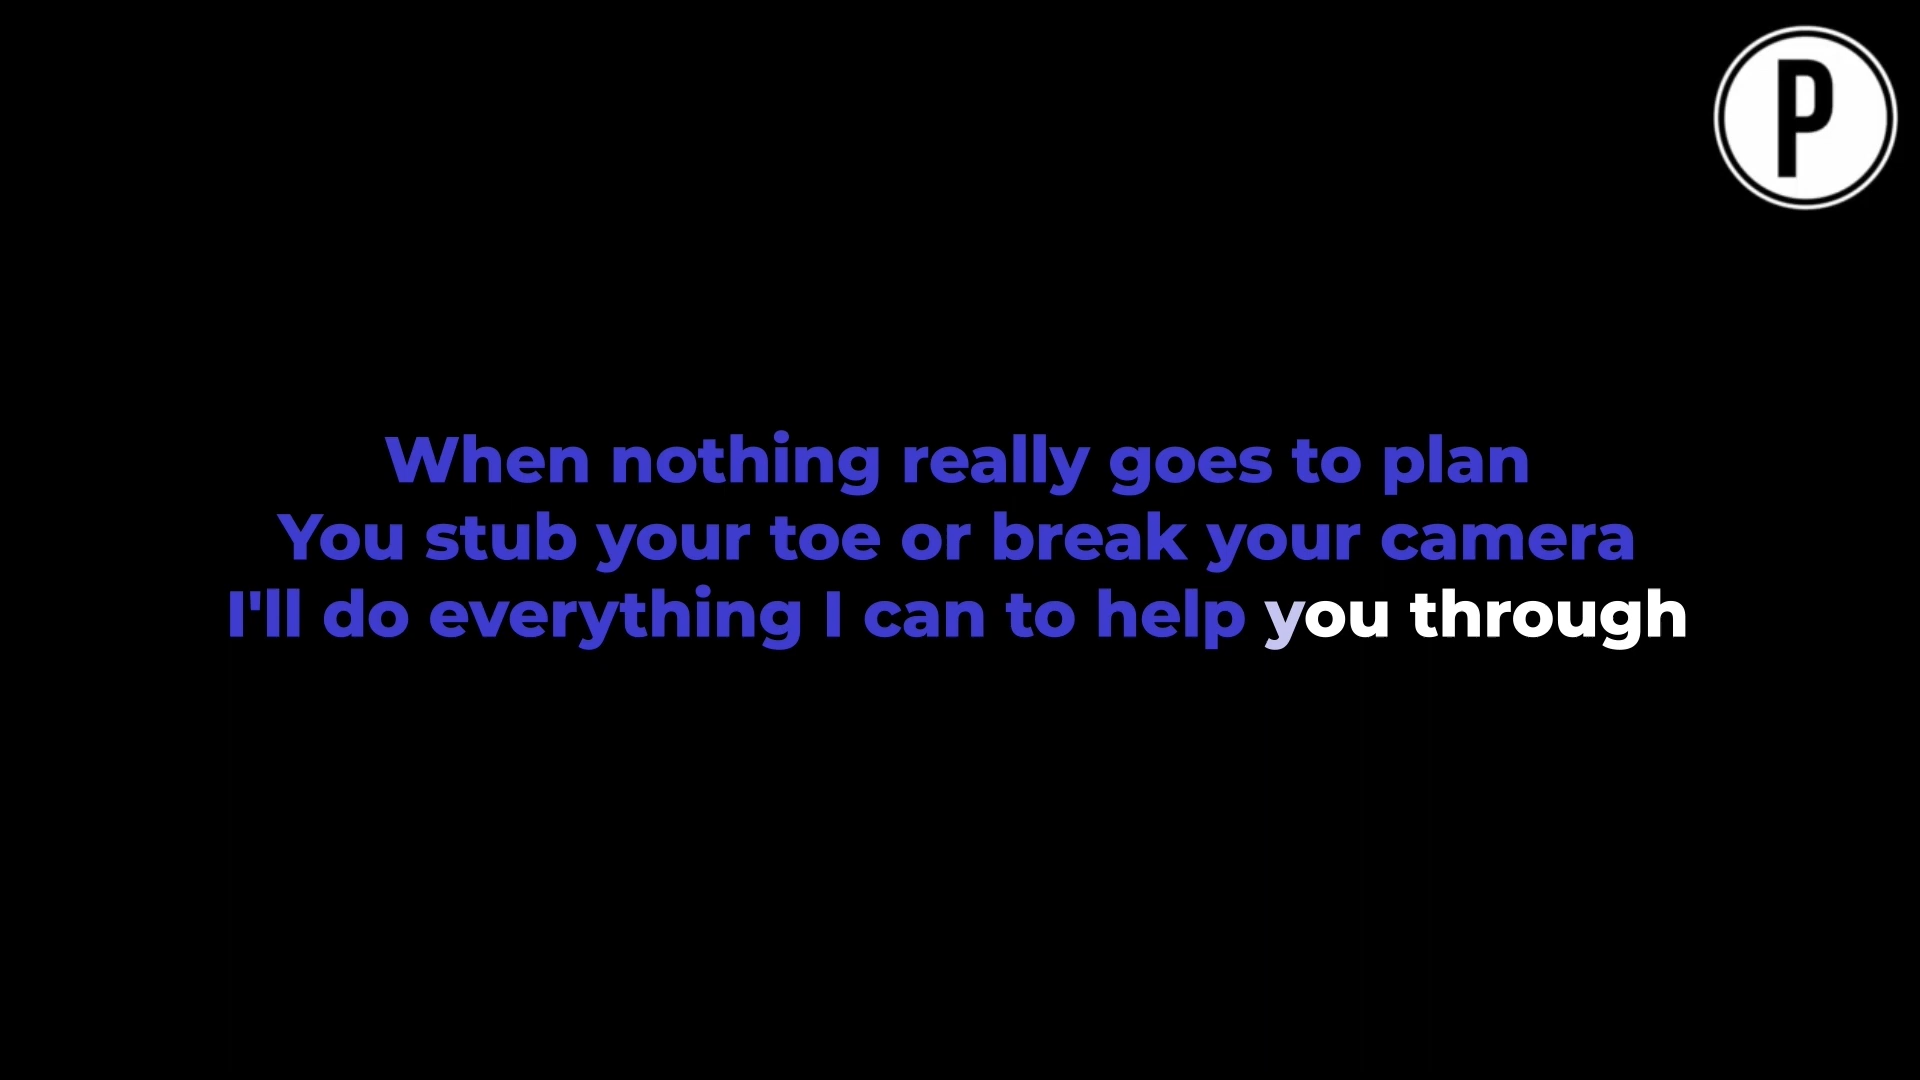 P
When nothing really goes to plan
You stub your toe or break your camera
I'll do everything I can to help you through